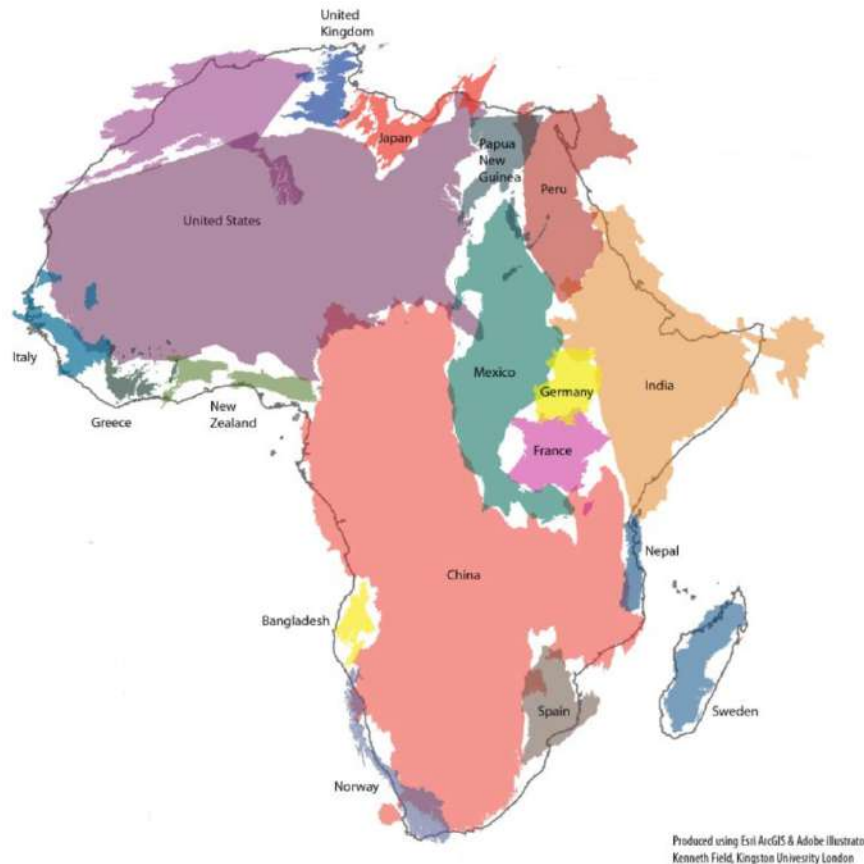 United
Kingdom
Japan
Papua
New
Guinea
Peru
United States
Italy
Mexico
Germany
India
Greece
New
Zealand
France
Nepal
China
Bangladesh
Spain
Sweden
Norway
Produced using Esri ArcGIS & Adobe Illustrato
Kenneth Field, Kingston Univesrity London